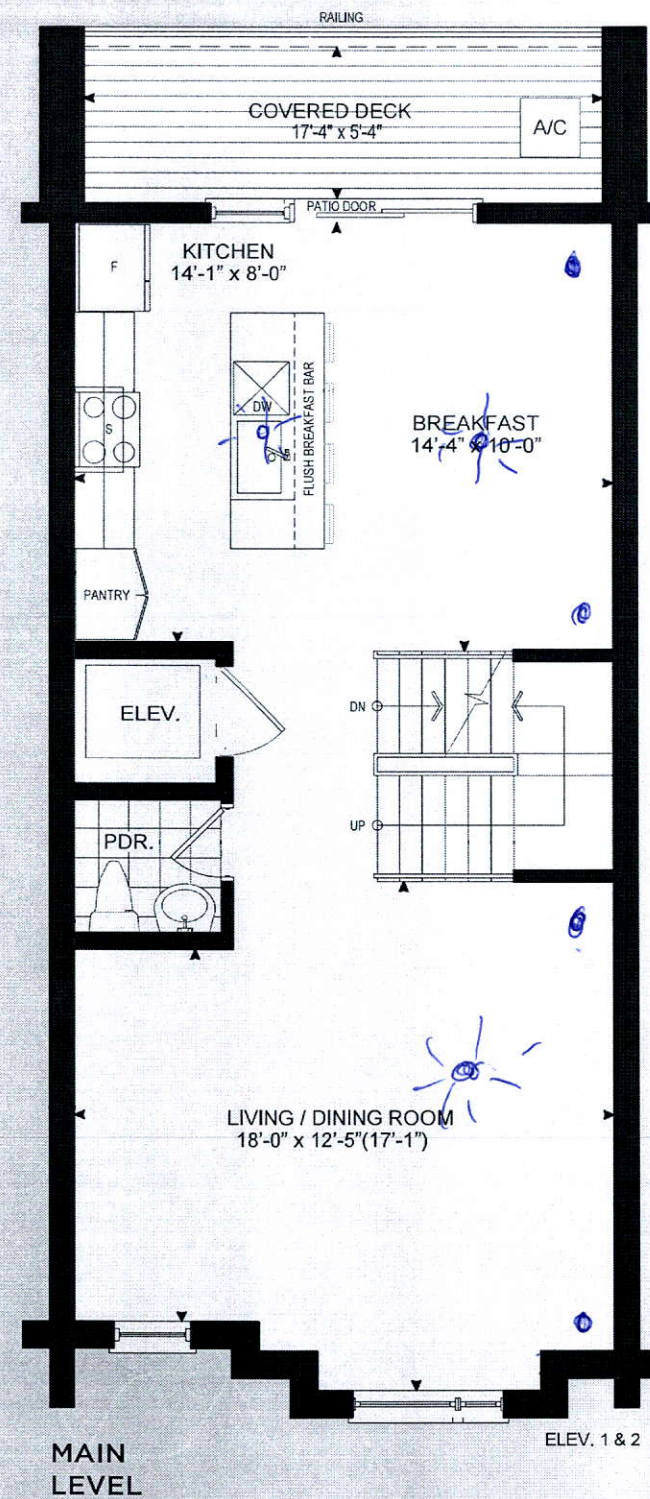 RAILING
COVERED DECK
17'-4" x 5'-4"
A/C
PATIO DOOR
KITCHEN
14'-1" x 8'-0"
F
S
DW
FLUSH BREAKFAST BAR
BREAKFAST
14'-4" x 10'-0"
PANTRY
ELEV.
DN
UP
PDR.
LIVING / DINING ROOM
18'-0" x 12'-5"(17'-1")
ELEV. 1 & 2
MAIN
LEVEL